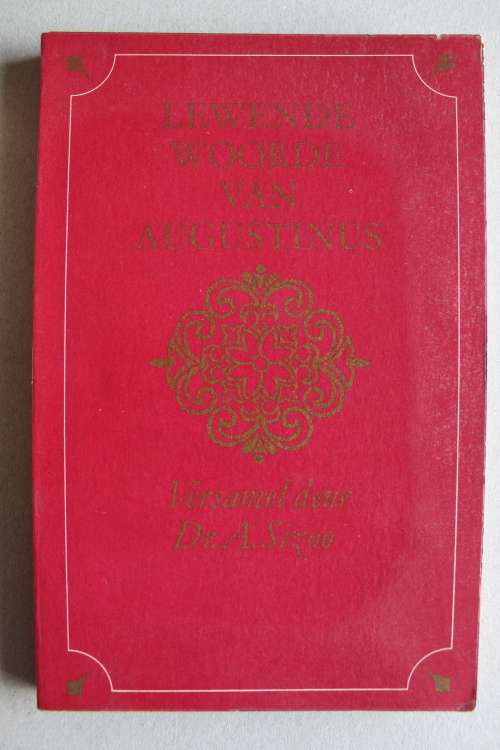 LEWENDE
WOORDE
VAN
AUGUSTINUS
Versamel deur
Dr. A. Sizoo